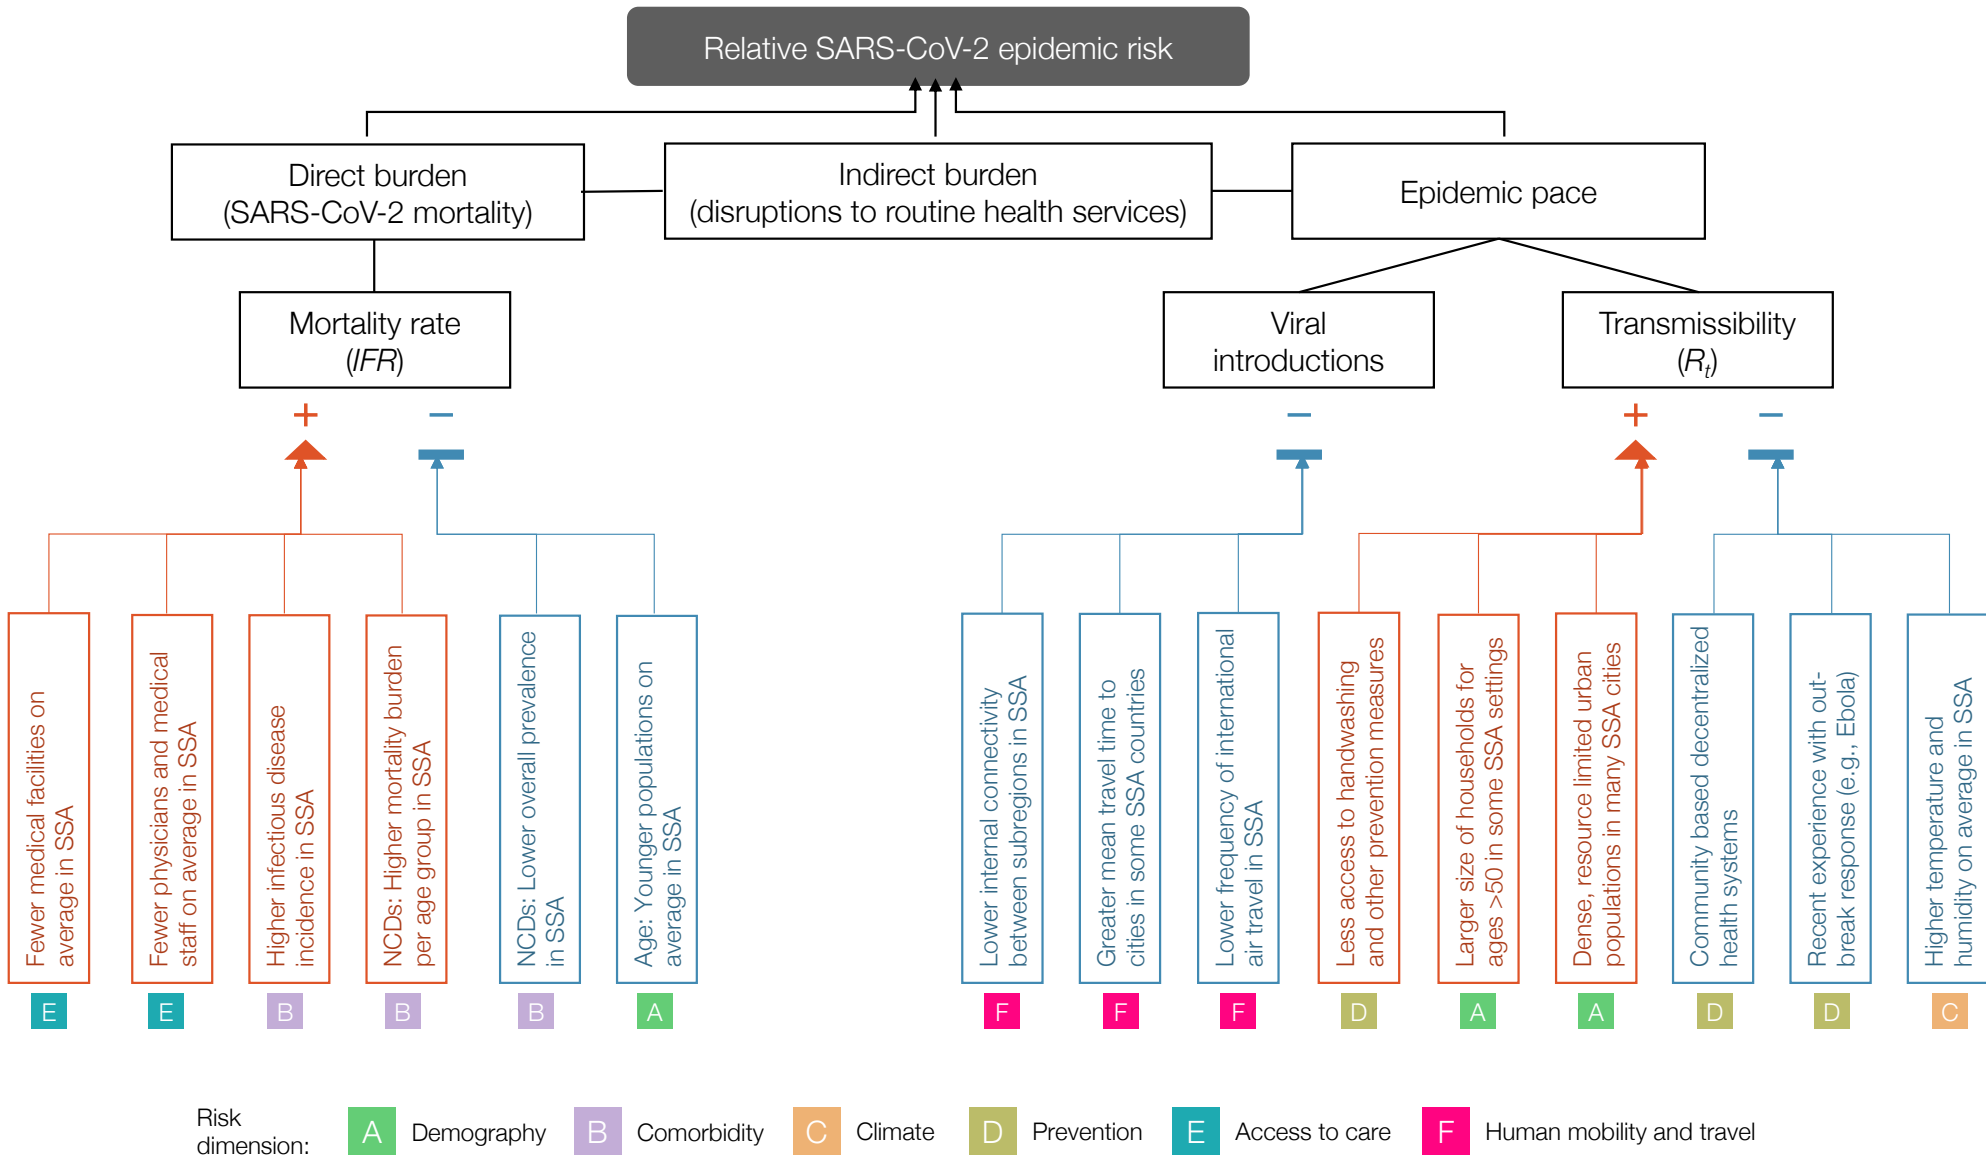 Relative SARS-CoV-2 epidemic risk
Direct burden
(SARS-CoV-2 mortality)
Indirect burden
(disruptions to routine health services)
Epidemic pace
Mortality rate
(IFR)
Viral
introductions
Transmissibility
(Rt)
+
−
−
+
−
Fewer medical facilities on
average in SSA
Fewer physicians and medical
staff on average in SSA
Higher infectious disease
incidence in SSA
NCDs: Higher mortality burden
per age group in SSA
NCDs: Lower overall prevalence
in SSA
Age: Younger populations on
average in SSA
Lower internal connectivity
between subregions in SSA
Greater mean travel time to
cities in some SSA countries
Lower frequency of international
air travel in SSA
Less access to handwashing
and other prevention measures
Larger size of households for
ages >50 in some SSA settings
Dense, resource limited urban
populations in many SSA cities
Community based decentralized
health systems
Recent experience with out-
break response (e.g., Ebola)
Higher temperature and
humidity on average in SSA
E
E
B
B
B
A
F
F
F
D
A
A
D
D
C
Risk
dimension:
A Demography
B Comorbidity
C Climate
D Prevention
E Access to care
F Human mobility and travel